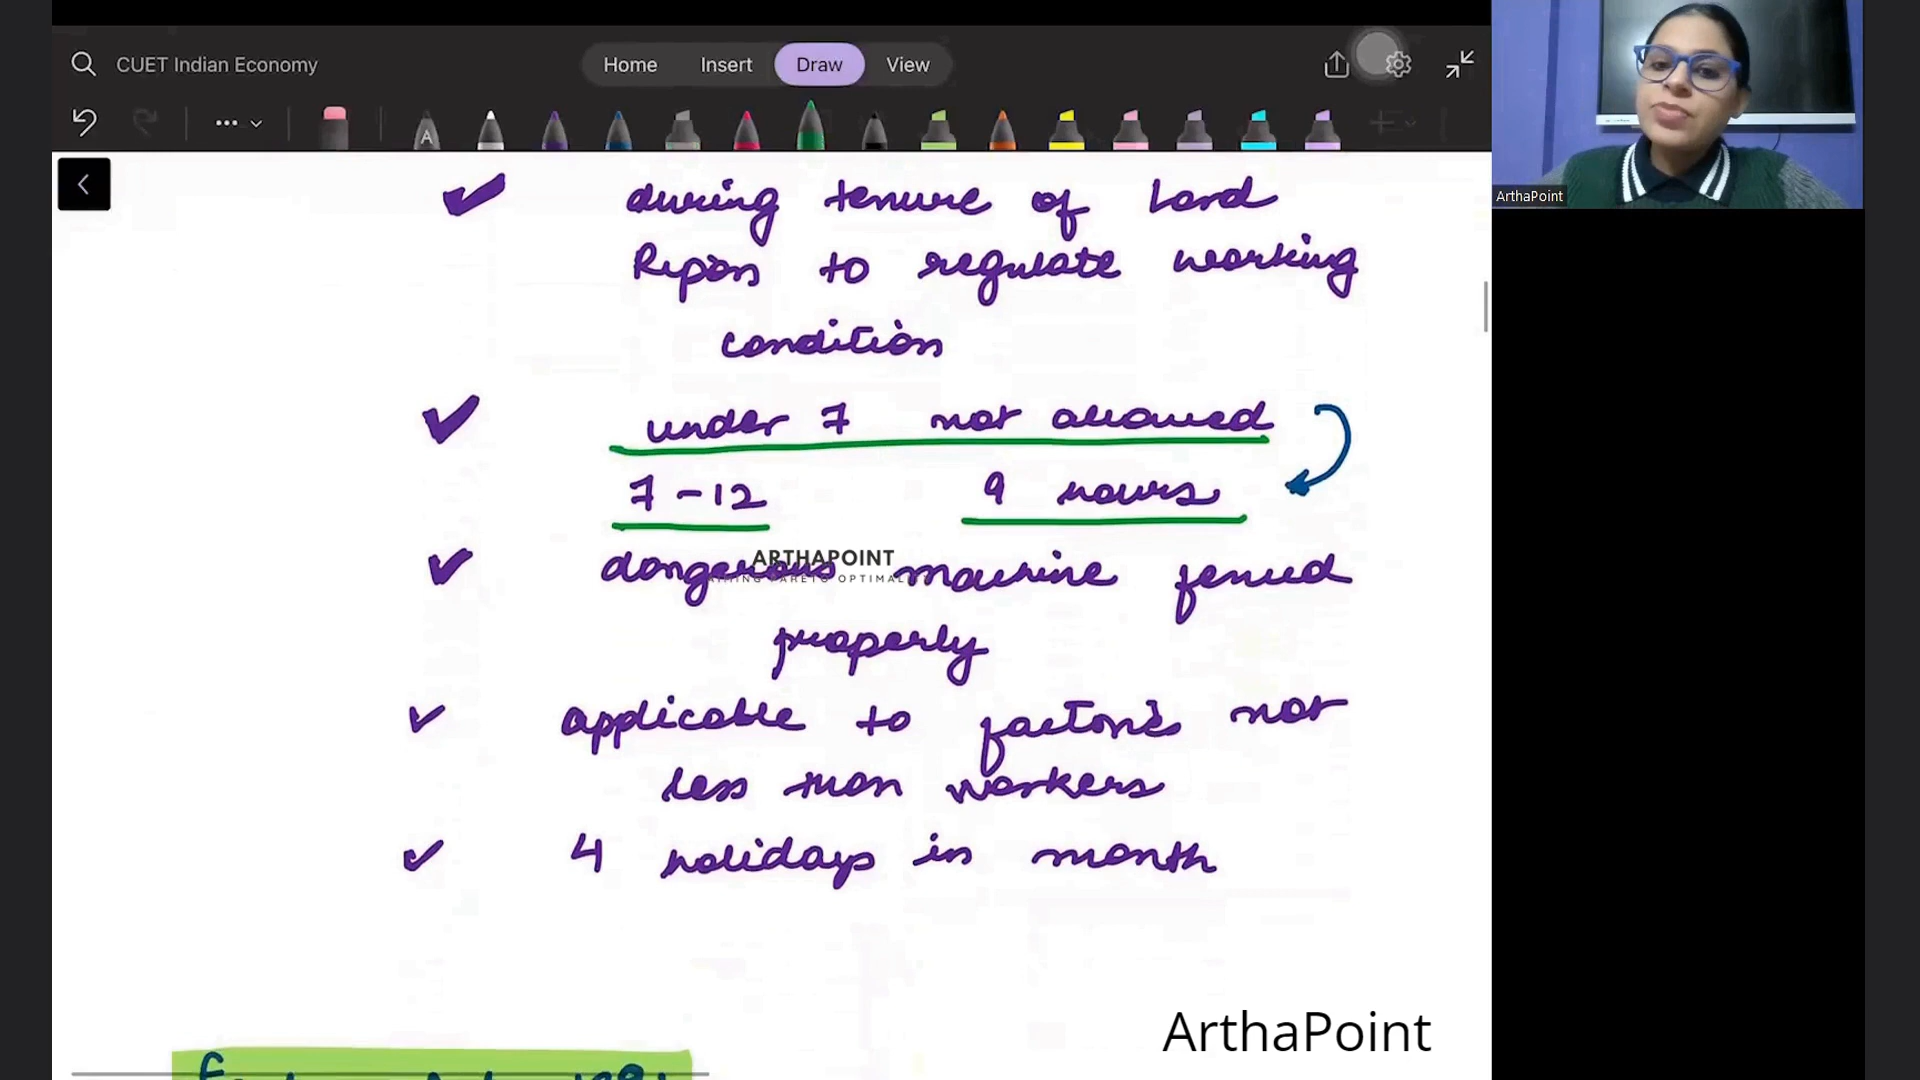 CUET Indian Economy
Home Insert Draw View
A
ArthaPoint
during tenure of Lord
Ripon to regulate working
condition
under 7 not allowed
7-12 9 hours
ARTHAPOINT
dangerous machine fenced
properly
applicable to factories not
less than workers
4 holidays in month
ArthaPoint